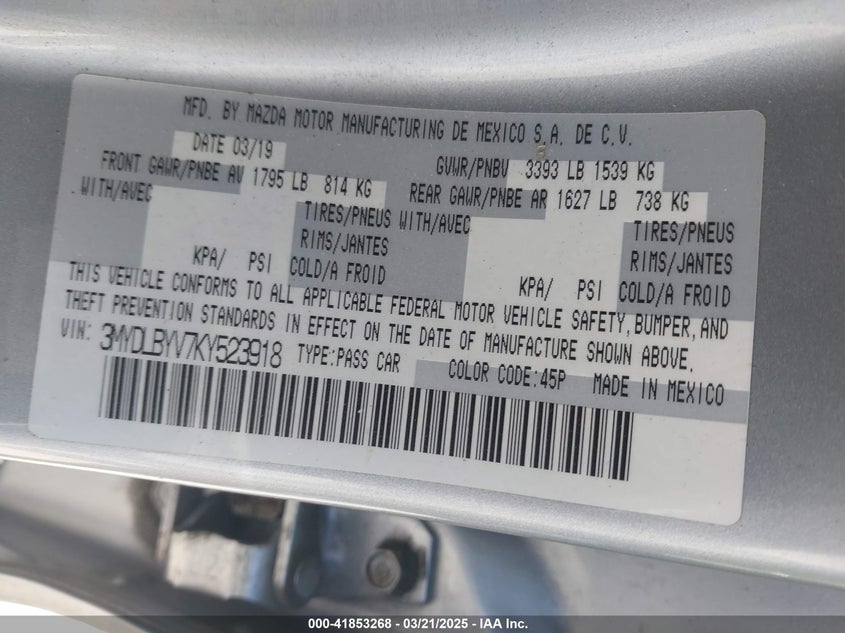 MFD. BY MAZDA MOTOR MANUFACTURING DE MEXICO S.A. DE C.V.
DATE 03/19 GVWR/PNBV 3393 LB 1539 KG
FRONT GAWR/PNBE AV 1795 LB 814 KG REAR GAWR/PNBE AR 1627 LB 738 KG
WITH/AVEC TIRES/PNEUS WITH/AVEC TIRES/PNEUS
RIMS/JANTES RIMS/JANTES
KPA/ PSI COLD/A FROID KPA/ PSI COLD/A FROID
THIS VEHICLE CONFORMS TO ALL APPLICABLE FEDERAL MOTOR VEHICLE SAFETY, BUMPER, AND
THEFT PREVENTION STANDARDS IN EFFECT ON THE DATE OF MANUFACTURE SHOWN ABOVE.
VIN: 3MYDLBYV7KY523918 TYPE:PASS CAR COLOR CODE:45P MADE IN MEXICO
000-41853268 - 03/21/2025 - IAA Inc.